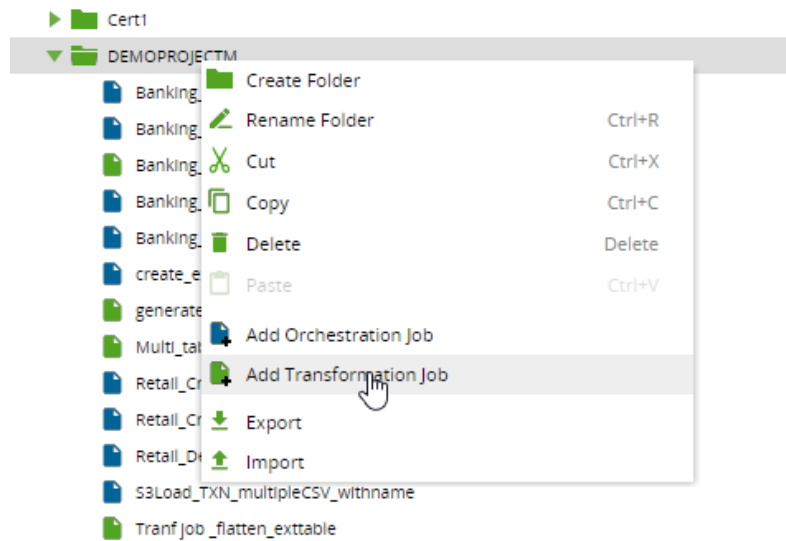 Cert1
DEMOPROJECTM
Banking_
Create Folder
Banking_
Rename Folder Ctrl+R
Banking_
Cut Ctrl+X
Banking_
Copy Ctrl+C
Banking_
Delete Delete
create_e
Paste Ctrl+V
generate
Add Orchestration Job
Multi_tab
Add Transformation Job
Retail_Cr
Retail_Cr
Export
Retail_De
Import
S3Load_TXN_multipleCSV_withname
Tranf job _flatten_exttable